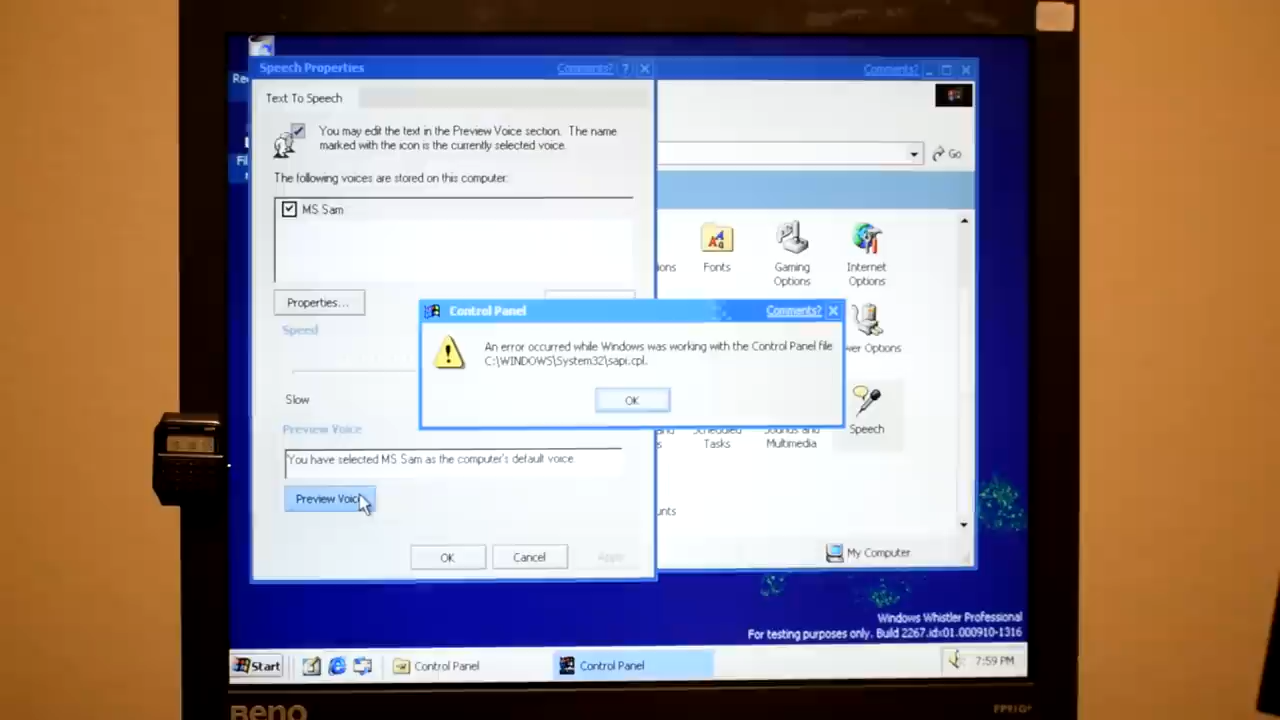 Speech Properties
Comments?
Text To Speech
You may edit the text in the Preview Voice section. The name
marked with the icon is the currently selected voice.
The following voices are stored on this computer:
MS Sam
Properties...
Speed
Slow
Preview Voice
You have selected MS Sam as the computer's default voice
Preview Voice
OK
Cancel
Apply
Comments?
Go
Fonts
Gaming
Options
Internet
Options
Speech
Scheduled
Tasks
Sounds and
Multimedia
My Computer
Control Panel
Comments?
An error occurred while Windows was working with the Control Panel file
C:\WINDOWS\System32\sapi.cpl.
OK
Windows Whistler Professional
For testing purposes only. Build 2267.idx01.000910-1316
Start
Control Panel
Control Panel
7:59 PM
BenQ